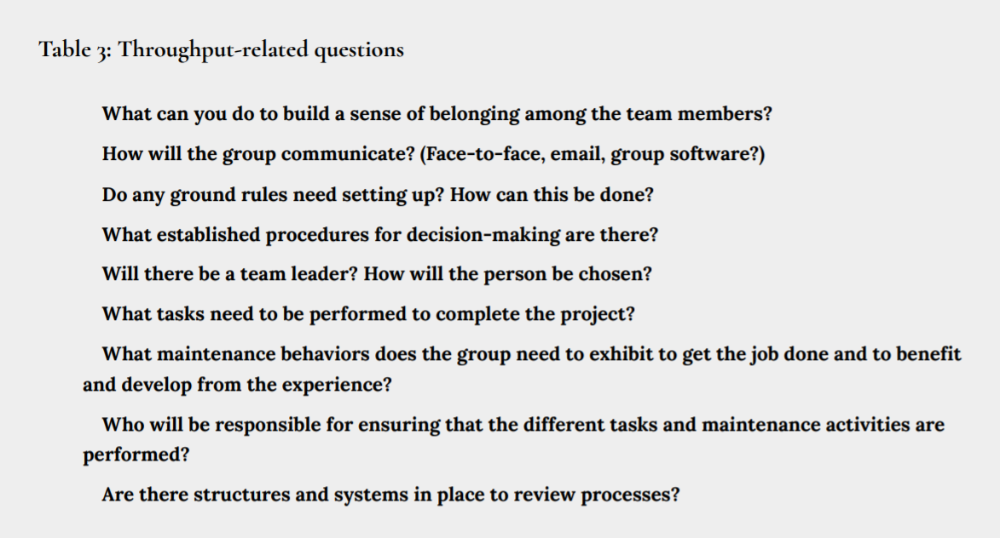 Table 3: Throughput-related questions
What can you do to build a sense of belonging among the team members?
How will the group communicate? (Face-to-face, email, group software?)
Do any ground rules need setting up? How can this be done?
What established procedures for decision-making are there?
Will there be a team leader? How will the person be chosen?
What tasks need to be performed to complete the project?
What maintenance behaviors does the group need to exhibit to get the job done and to benefit
and develop from the experience?
Who will be responsible for ensuring that the different tasks and maintenance activities are
performed?
Are there structures and systems in place to review processes?